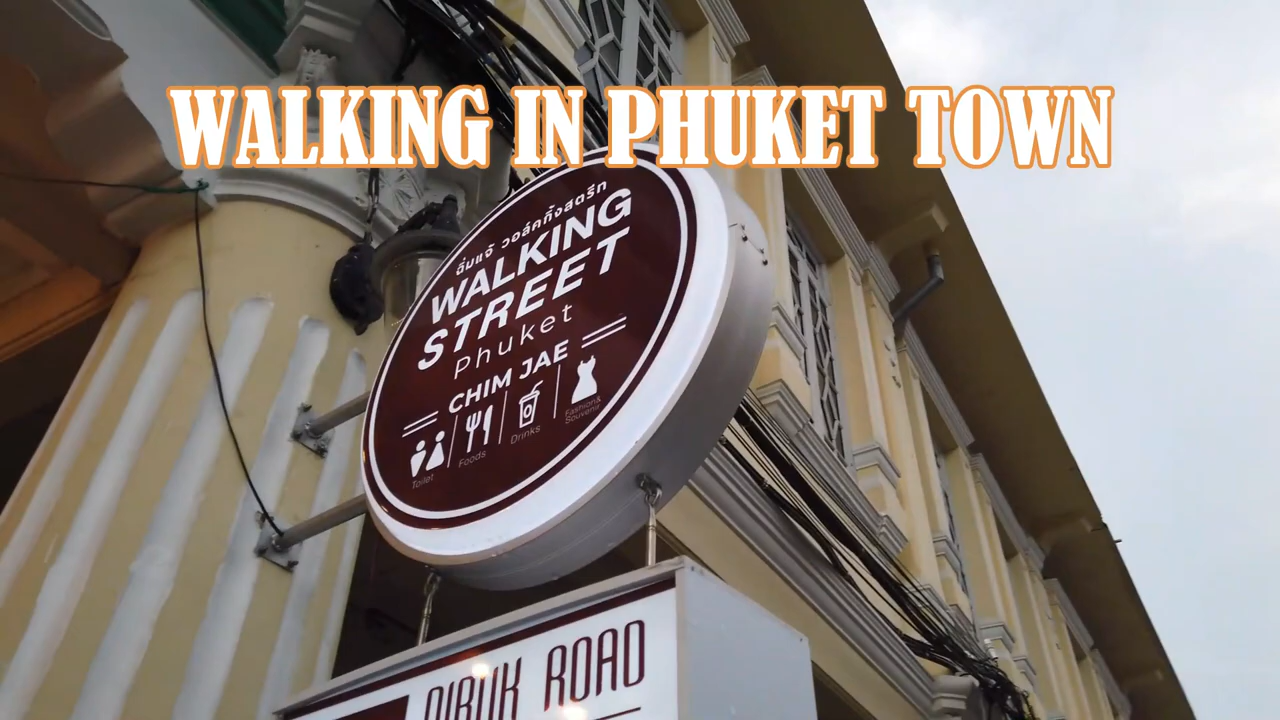 WALKING IN PHUKET TOWN
ฉิ่มแจ้ วอล์คกิ้งสตรีท
WALKING
STREET
Phuket
CHIM JAE
Toilet
Foods
Drinks
Fashion&
Souvenir
DIBUK ROAD